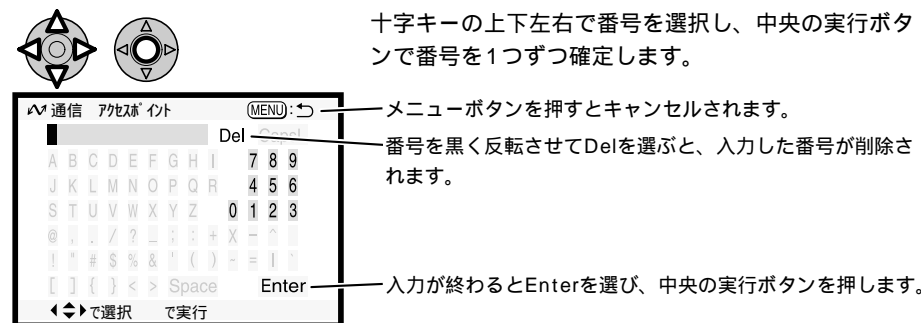 十字キーの上下左右で番号を選択し、中央の実行ボタ
ンで番号を1つずつ確定します。
通信 アクセスポイント MENU:
メニューボタンを押すとキャンセルされます。
Del Caps!
番号を黒く反転させてDelを選ぶと、入力した番号が削除さ
れます。
A B C D E F G H I 7 8 9
J K L M N O P Q R 4 5 6
S T U V W X Y Z 0 1 2 3
@ , . / ? _ ; : + X - ^
! " # $ % & ' ( ) - = | `
[ ] { } < > Space Enter
入力が終わるとEnterを選び、中央の実行ボタンを押します。
で選択 で実行